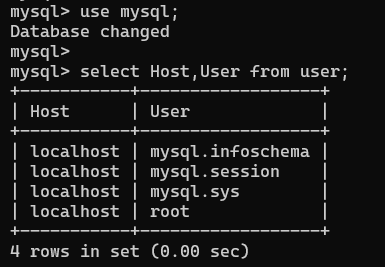 mysql> use mysql;
Database changed
mysql>
mysql> select Host,User from user;
+-----------+------------------+
| Host      | User             |
+-----------+------------------+
| localhost | mysql.infoschema |
| localhost | mysql.session    |
| localhost | mysql.sys        |
| localhost | root             |
+-----------+------------------+
4 rows in set (0.00 sec)